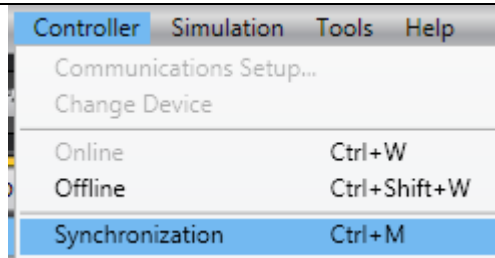 Controller Simulation Tools Help
Communications Setup...
Change Device
Online Ctrl+W
Offline Ctrl+Shift+W
Synchronization Ctrl+M